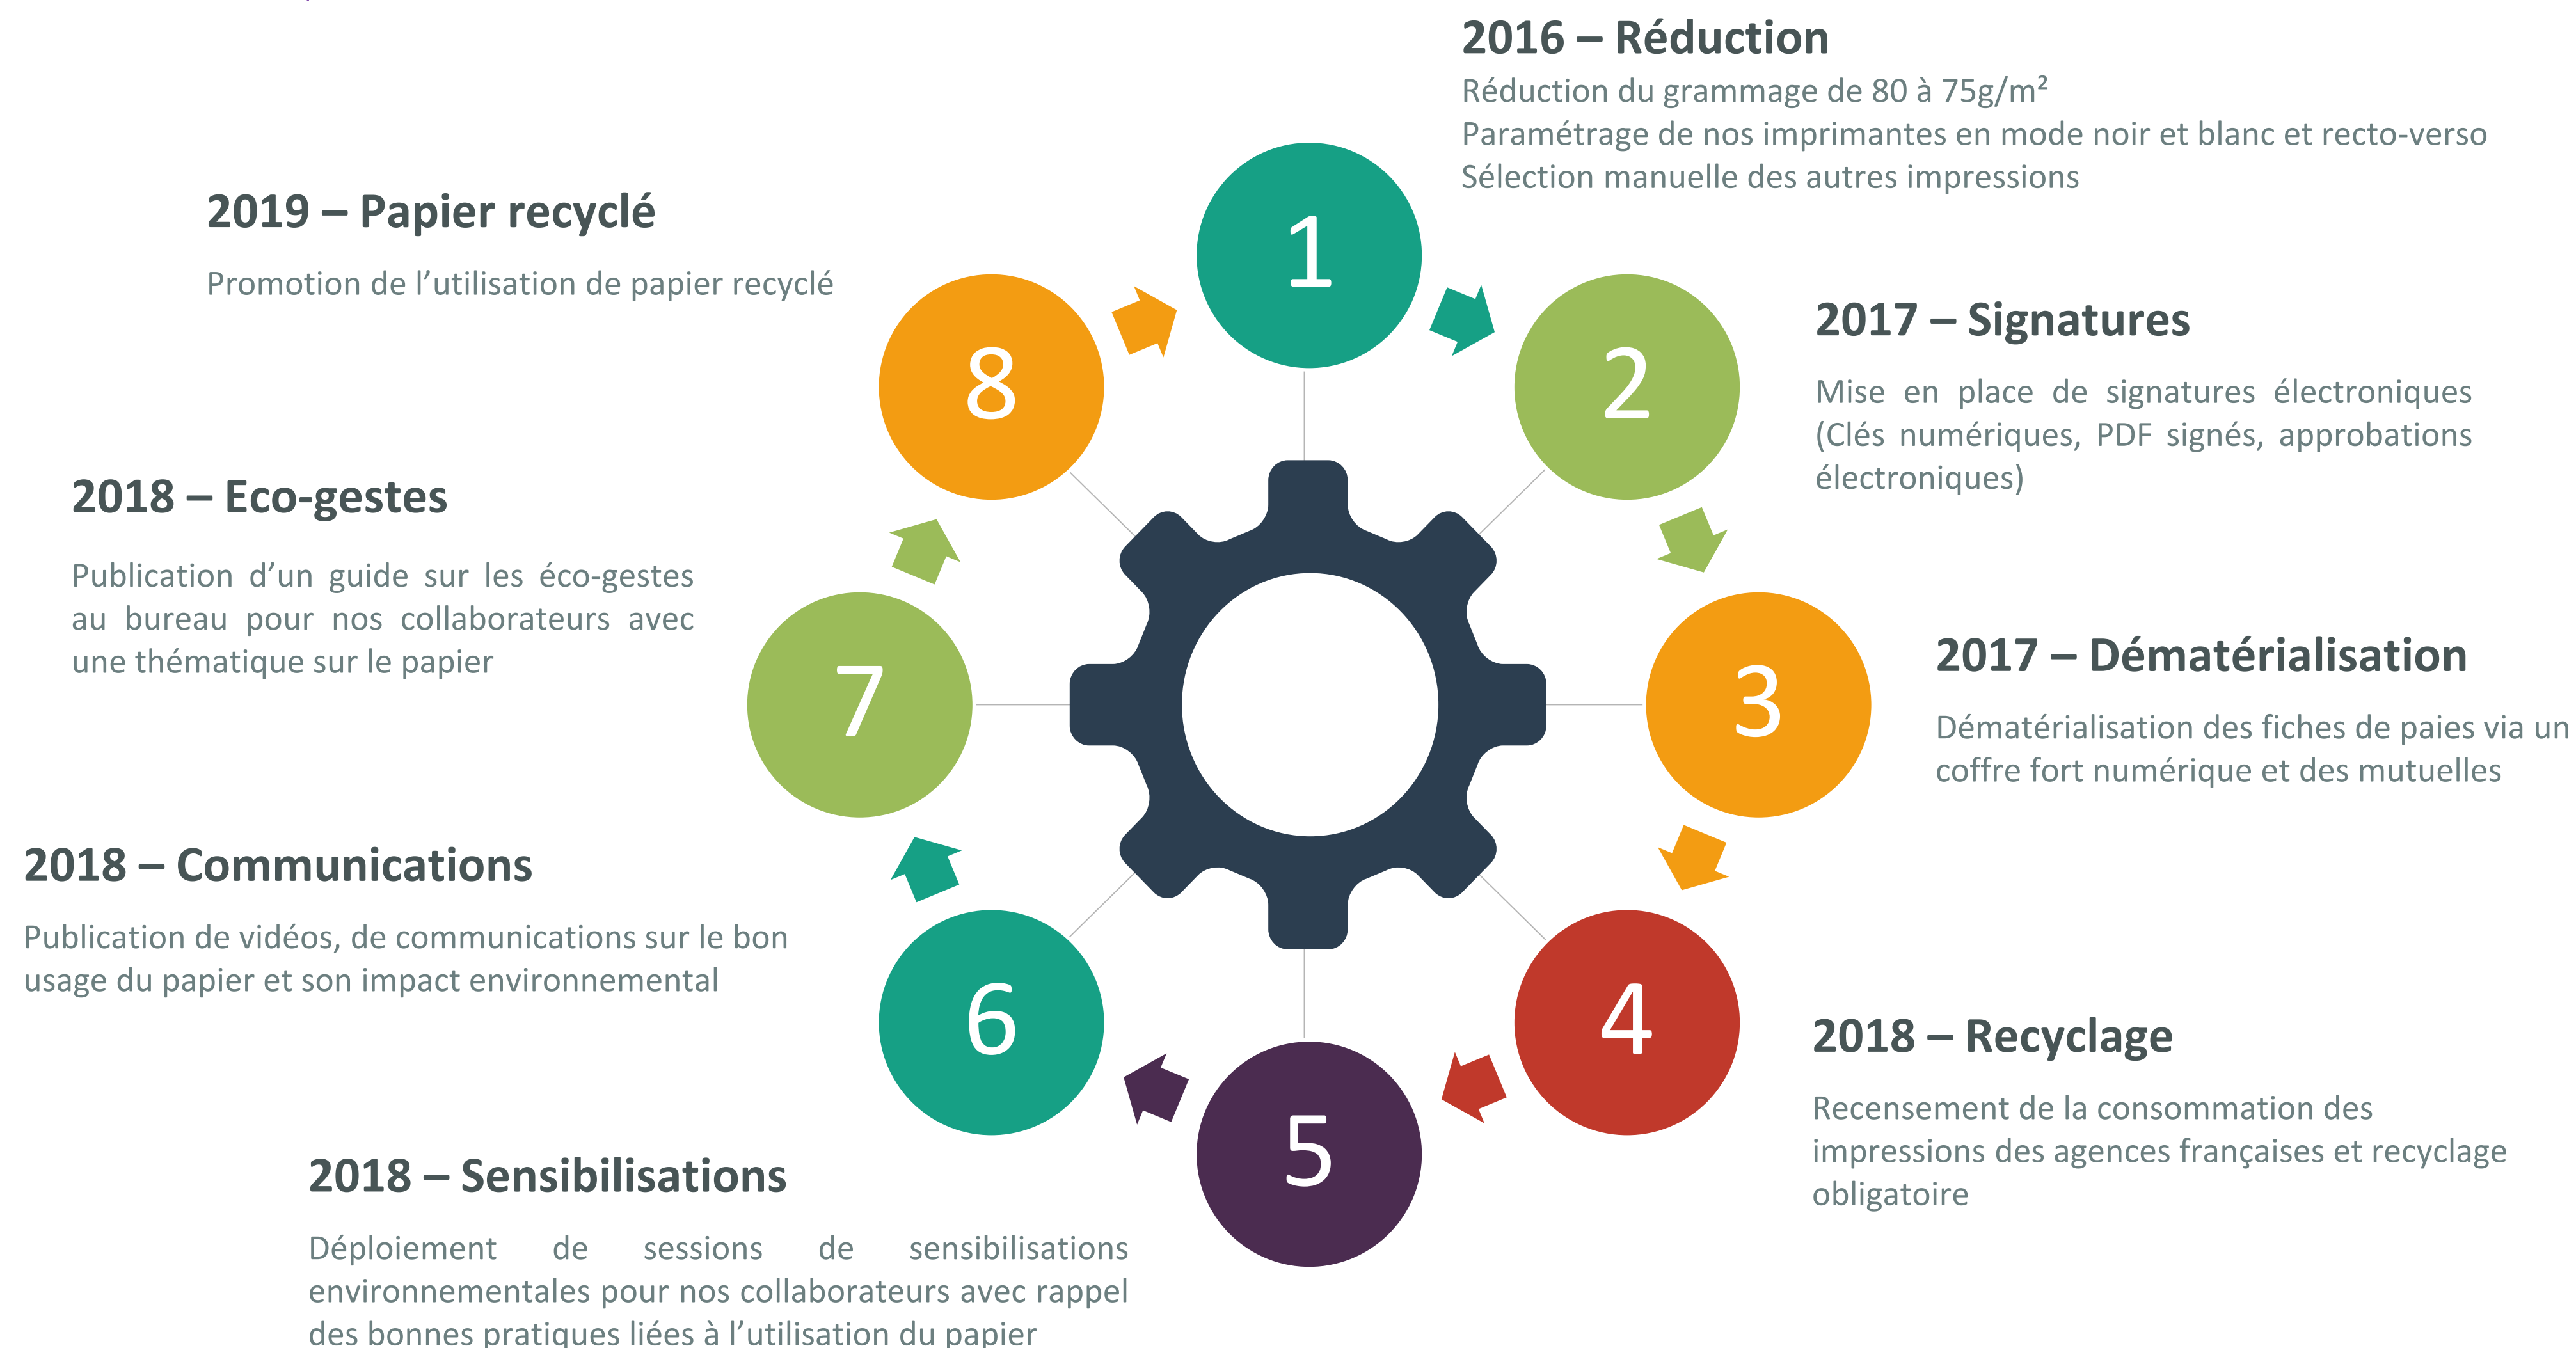 1
2016 – Réduction
Réduction du grammage de 80 à 75g/m²
Paramétrage de nos imprimantes en mode noir et blanc et recto-verso
Sélection manuelle des autres impressions
2
2017 – Signatures
Mise en place de signatures électroniques
(Clés numériques, PDF signés, approbations
électroniques)
3
2017 – Dématérialisation
Dématérialisation des fiches de paies via un
coffre fort numérique et des mutuelles
4
2018 – Recyclage
Recensement de la consommation des
impressions des agences françaises et recyclage
obligatoire
5
2018 – Sensibilisations
Déploiement de sessions de sensibilisations
environnementales pour nos collaborateurs avec rappel
des bonnes pratiques liées à l’utilisation du papier
6
2018 – Communications
Publication de vidéos, de communications sur le bon
usage du papier et son impact environnemental
7
2018 – Eco-gestes
Publication d’un guide sur les éco-gestes
au bureau pour nos collaborateurs avec
une thématique sur le papier
8
2019 – Papier recyclé
Promotion de l’utilisation de papier recyclé